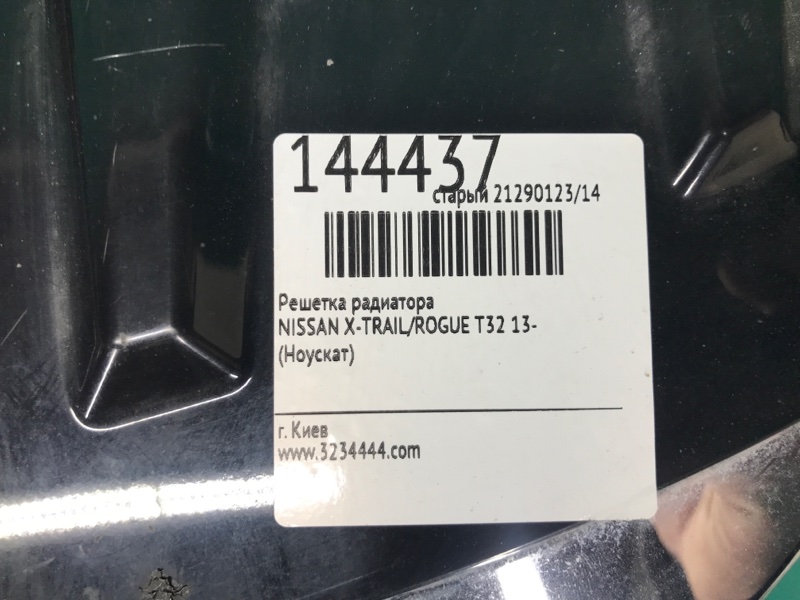 144437
старый 21290123/14
Решетка радиатора
NISSAN X-TRAIL/ROGUE T32 13-
(Ноускат)
г. Киев
www.3234444.com